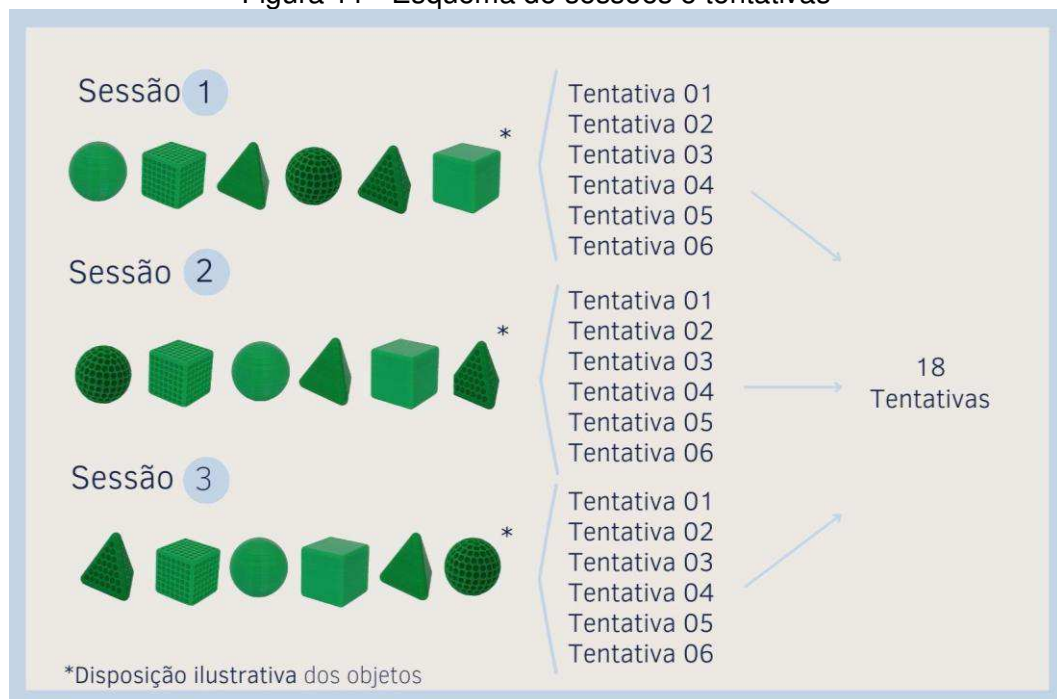 Sessão 1
*
Tentativa 01
Tentativa 02
Tentativa 03
Tentativa 04
Tentativa 05
Tentativa 06
Sessão 2
*
Tentativa 01
Tentativa 02
Tentativa 03
Tentativa 04
Tentativa 05
Tentativa 06
Sessão 3
*
Tentativa 01
Tentativa 02
Tentativa 03
Tentativa 04
Tentativa 05
Tentativa 06
18
Tentativas
*Disposição ilustrativa dos objetos